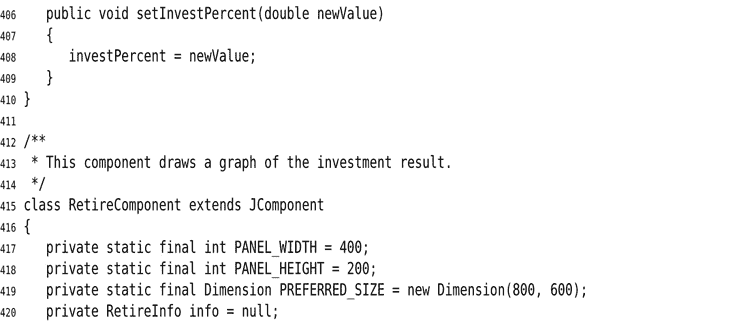 406    public void setInvestPercent(double newValue)
407    {
408       investPercent = newValue;
409    }
410 }
411
412 /**
413  * This component draws a graph of the investment result.
414  */
415 class RetireComponent extends JComponent
416 {
417    private static final int PANEL_WIDTH = 400;
418    private static final int PANEL_HEIGHT = 200;
419    private static final Dimension PREFERRED_SIZE = new Dimension(800, 600);
420    private RetireInfo info = null;